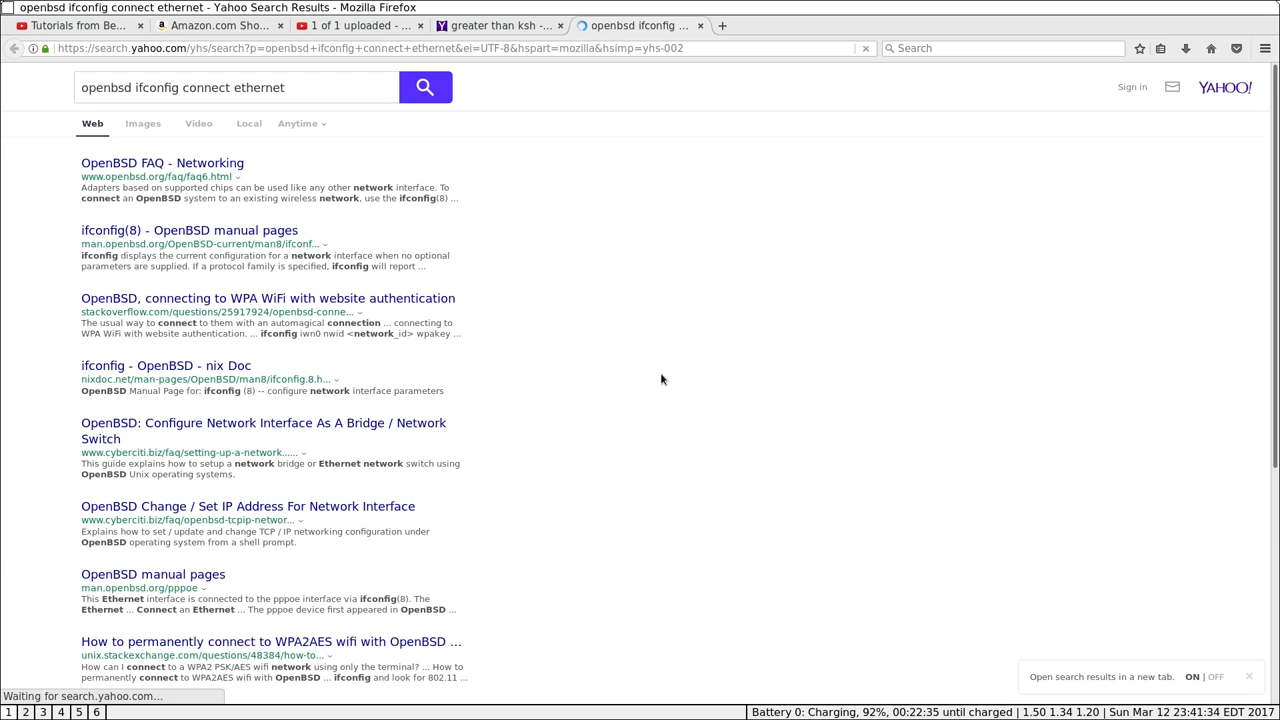 openbsd ifconfig connect ethernet - Yahoo Search Results - Mozilla Firefox
Tutorials from Be...
Amazon.com Sho...
1 of 1 uploaded - ...
greater than ksh -...
openbsd ifconfig ...
https://search.yahoo.com/yhs/search?p=openbsd+ifconfig+connect+ethernet&ei=UTF-8&hspart=mozilla&hsimp=yhs-002
Search
openbsd ifconfig connect ethernet
Sign in
YAHOO!
Web Images Video Local Anytime
OpenBSD FAQ - Networking
www.openbsd.org/faq/faq6.html
Adapters based on supported chips can be used like any other network interface. To
connect an OpenBSD system to an existing wireless network, use the ifconfig(8) ...
ifconfig(8) - OpenBSD manual pages
man.openbsd.org/OpenBSD-current/man8/ifconf...
ifconfig displays the current configuration for a network interface when no optional
parameters are supplied. If a protocol family is specified, ifconfig will report ...
OpenBSD, connecting to WPA WiFi with website authentication
stackoverflow.com/questions/25917924/openbsd-conne...
The usual way to connect to them with an automagical connection ... connecting to
WPA WiFi with website authentication. ... ifconfig iwn0 nwid <network_id> wpakey ...
ifconfig - OpenBSD - nix Doc
nixdoc.net/man-pages/OpenBSD/man8/ifconfig.8.h...
OpenBSD Manual Page for: ifconfig (8) -- configure network interface parameters
OpenBSD: Configure Network Interface As A Bridge / Network
Switch
www.cyberciti.biz/faq/setting-up-a-network......
This guide explains how to setup a network bridge or Ethernet network switch using
OpenBSD Unix operating systems.
OpenBSD Change / Set IP Address For Network Interface
www.cyberciti.biz/faq/openbsd-tcpip-networ...
Explains how to set / update and change TCP / IP networking configuration under
OpenBSD operating system from a shell prompt.
OpenBSD manual pages
man.openbsd.org/pppoe
This Ethernet interface is connected to the pppoe interface via ifconfig(8). The
Ethernet ... Connect an Ethernet ... The pppoe device first appeared in OpenBSD ...
How to permanently connect to WPA2AES wifi with OpenBSD ...
unix.stackexchange.com/questions/48384/how-to...
How can I connect to a WPA2 PSK/AES wifi network using only the terminal? ... How to
permanently connect to WPA2AES wifi with OpenBSD ... ifconfig and look for 802.11 ...
Open search results in a new tab. ON | OFF
Waiting for search.yahoo.com...
1 2 3 4 5 6
Battery 0: Charging, 92%, 00:22:35 until charged | 1.50 1.34 1.20 | Sun Mar 12 23:41:34 EDT 2017